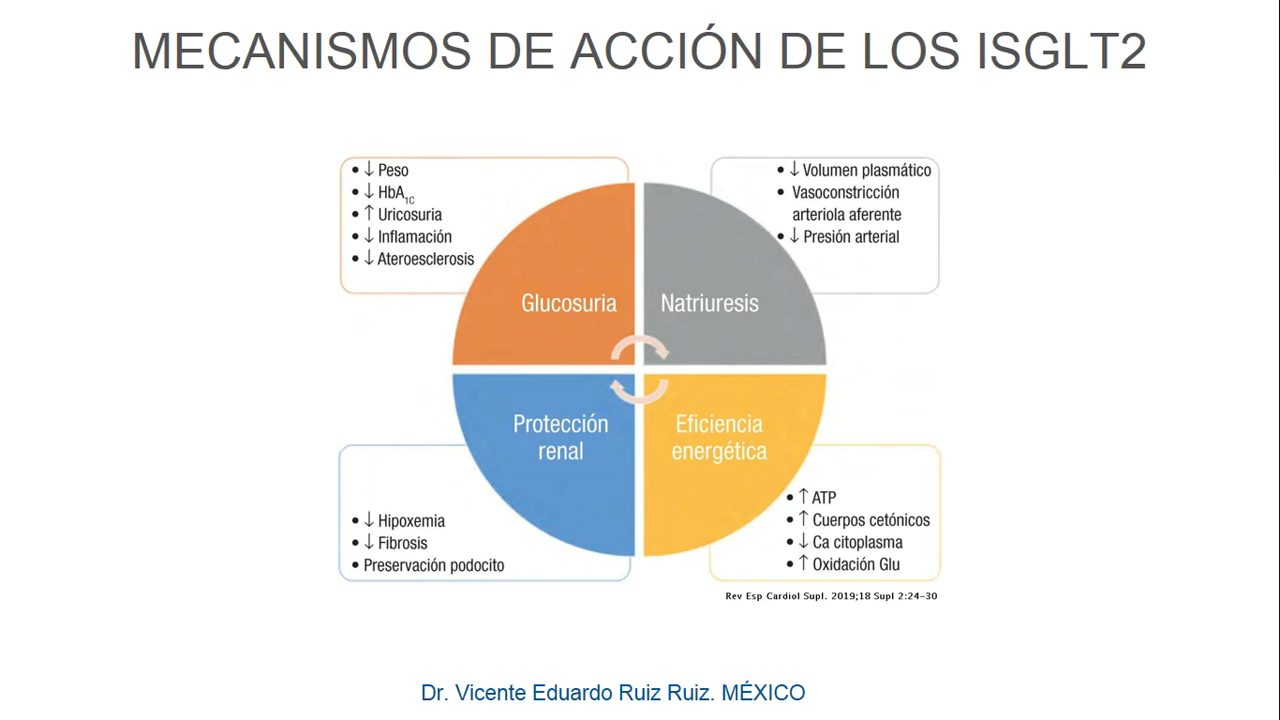 MECANISMOS DE ACCIÓN DE LOS ISGLT2
• ↓ Peso
• ↓ HbA1C
• ↑ Uricosuria
• ↓ Inflamación
• ↓ Ateroesclerosis
• ↓ Volumen plasmático
• Vasoconstricción
arteriola aferente
• ↓ Presión arterial
Glucosuria
Natriuresis
Protección
renal
Eficiencia
energética
• ↓ Hipoxemia
• ↓ Fibrosis
• Preservación podocito
• ↑ ATP
• ↑ Cuerpos cetónicos
• ↓ Ca citoplasma
• ↑ Oxidación Glu
Rev Esp Cardiol Supl. 2019;18 Supl 2:24-30
Dr. Vicente Eduardo Ruiz Ruiz. MÉXICO